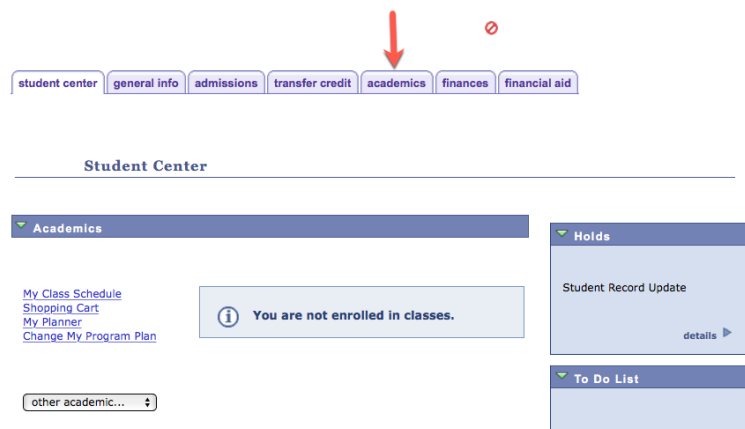 student center general info admissions transfer credit academics finances financial aid
Student Center
Academics
My Class Schedule
Shopping Cart
My Planner
Change My Program Plan
You are not enrolled in classes.
other academic...
Holds
Student Record Update
details
To Do List